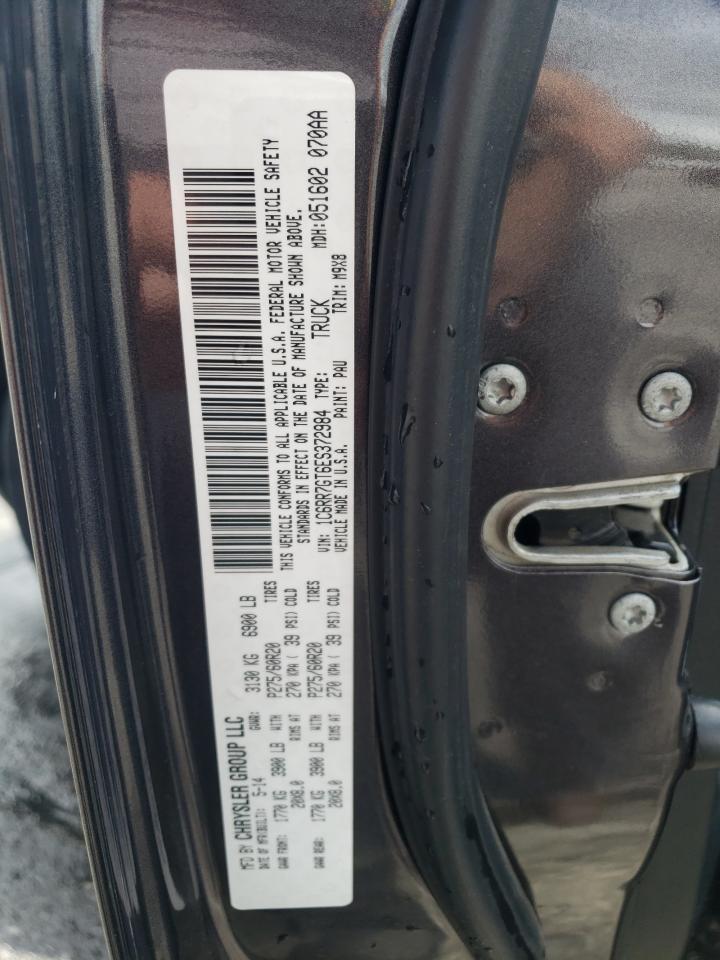 MFD BY CHRYSLER GROUP LLC
DATE OF MFR(BUILT): 5-14 GVWR: 3130 KG 6900 LB
GAWR FRONT: 1770 KG 3900 LB WITH P275/60R20 TIRES
20X8.0 RIMS AT 270 KPA ( 39 PSI) COLD
GAWR REAR: 1770 KG 3900 LB WITH P275/60R20 TIRES
20X8.0 RIMS AT 270 KPA ( 39 PSI) COLD
THIS VEHICLE CONFORMS TO ALL APPLICABLE U.S.A. FEDERAL MOTOR VEHICLE SAFETY
STANDARDS IN EFFECT ON THE DATE OF MANUFACTURE SHOWN ABOVE.
VIN: 1C6RR7GT6ES372984 TYPE: TRUCK MDH:051602 070AA
VEHICLE MADE IN U.S.A. PAINT: PAU TRIM: M9X8